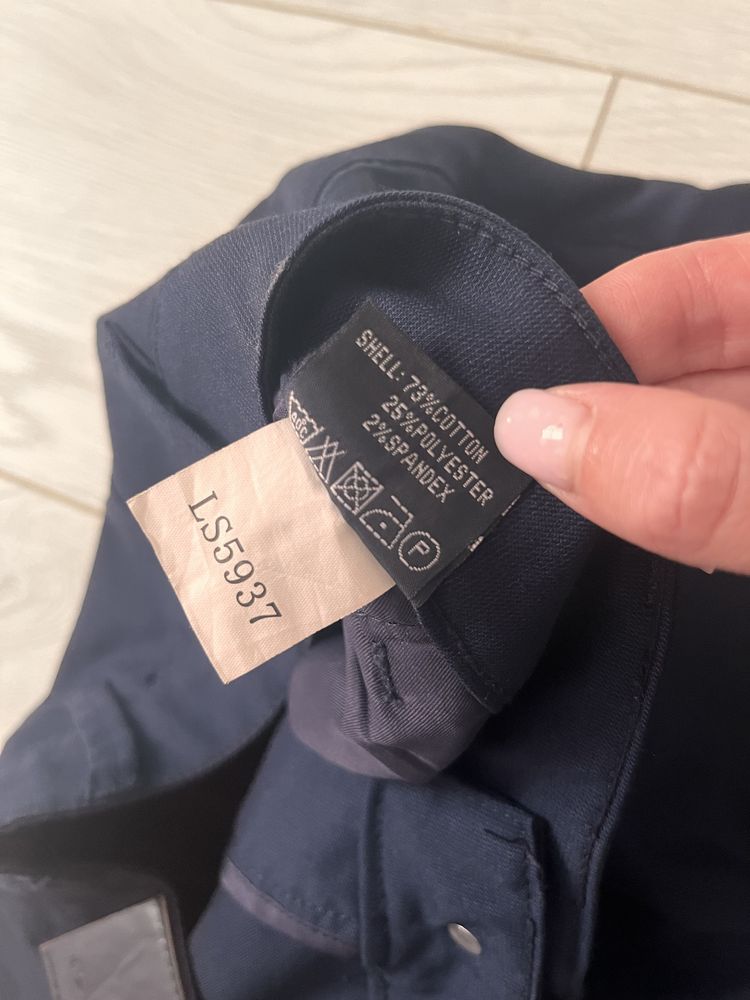 SHELL: 73%COTTON
25%POLYESTER
2%SPANDEX
P
LS5937